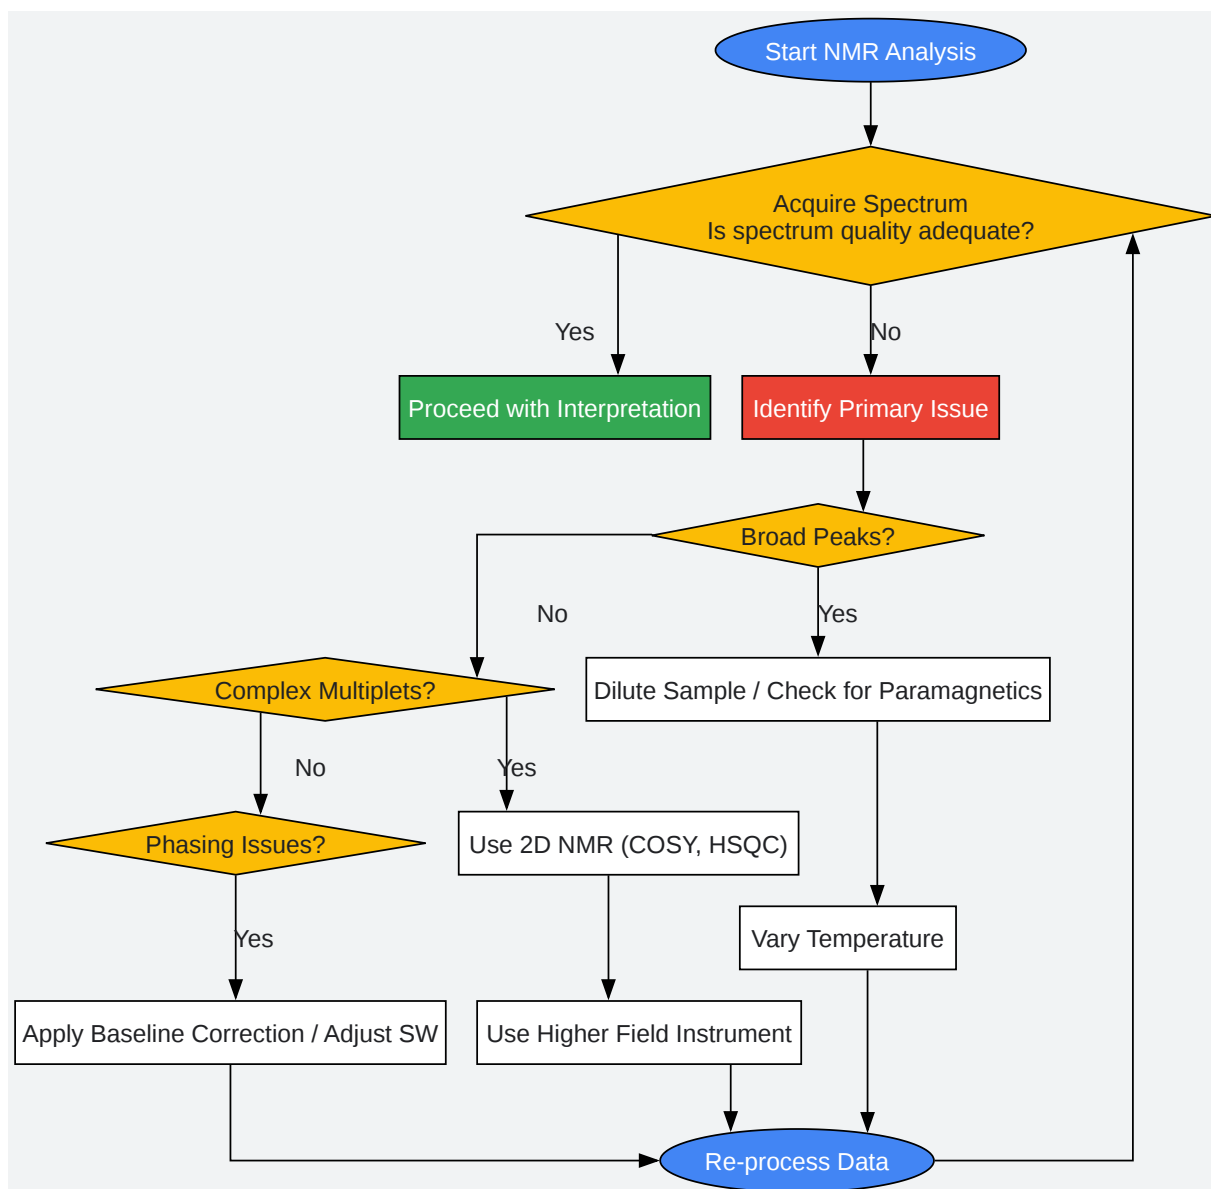 Start NMR Analysis
Acquire Spectrum
Is spectrum quality adequate?
Yes
No
Proceed with Interpretation
Identify Primary Issue
Broad Peaks?
No
Yes
Complex Multiplets?
Dilute Sample / Check for Paramagnetics
No
Yes
Phasing Issues?
Use 2D NMR (COSY, HSQC)
Yes
Vary Temperature
Apply Baseline Correction / Adjust SW
Use Higher Field Instrument
Re-process Data